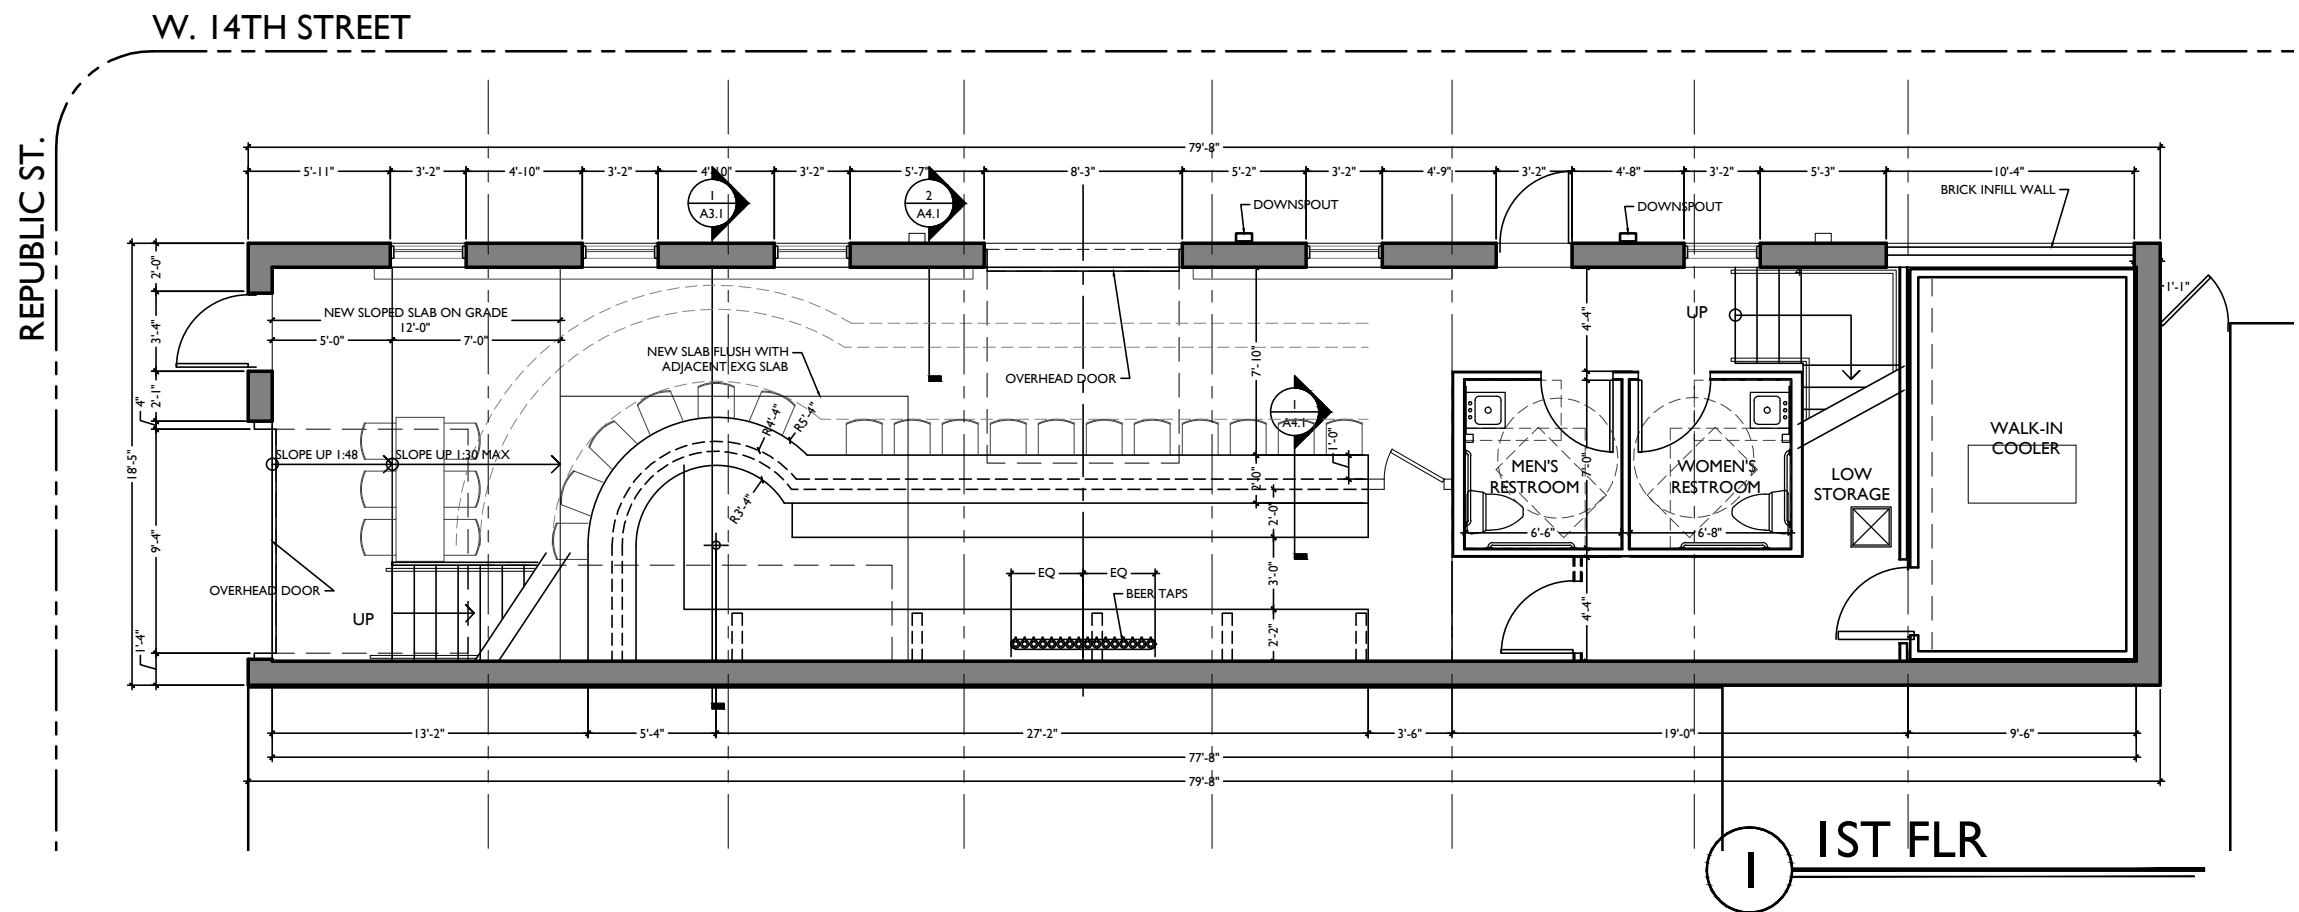 W. 14TH STREET
REPUBLIC ST.
79'-8"
5'-11"
3'-2"
4'-10"
3'-2"
4'-10"
3'-2"
5'-7"
8'-3"
5'-2"
3'-2"
4'-9"
3'-2"
4'-8"
3'-2"
5'-3"
10'-4"
BRICK INFILL WALL
1
A3.1
2
A4.1
DOWNSPOUT
DOWNSPOUT
2'-0"
3'-4"
2'-1"
4"
18'-5"
9'-4"
1'-4"
1'-1"
NEW SLOPED SLAB ON GRADE
12'-0"
5'-0"
7'-0"
NEW SLAB FLUSH WITH
ADJACENT EXG SLAB
OVERHEAD DOOR
7'-10"
4'-4"
UP
1
A4.1
R4'-4"
R5'-4"
R3'-4"
1'-0"
2'-0"
2'-0"
3'-0"
2'-2"
SLOPE UP 1:48
SLOPE UP 1:30 MAX
MEN'S
RESTROOM
7'-0"
WOMEN'S
RESTROOM
LOW
STORAGE
WALK-IN
COOLER
6'-6"
6'-8"
4'-4"
OVERHEAD DOOR
UP
EQ
EQ
BEER TAPS
13'-2"
5'-4"
27'-2"
3'-6"
19'-0"
9'-6"
77'-8"
79'-8"
1
1ST FLR